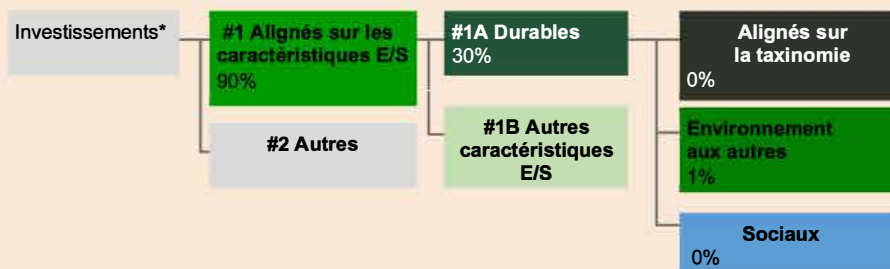 Investissements*
#1 Alignés sur les
caractéristiques E/S
90%
#2 Autres
#1A Durables
30%
#1B Autres
caractéristiques
E/S
Alignés sur
la taxinomie
0%
Environnement
aux autres
1%
Sociaux
0%